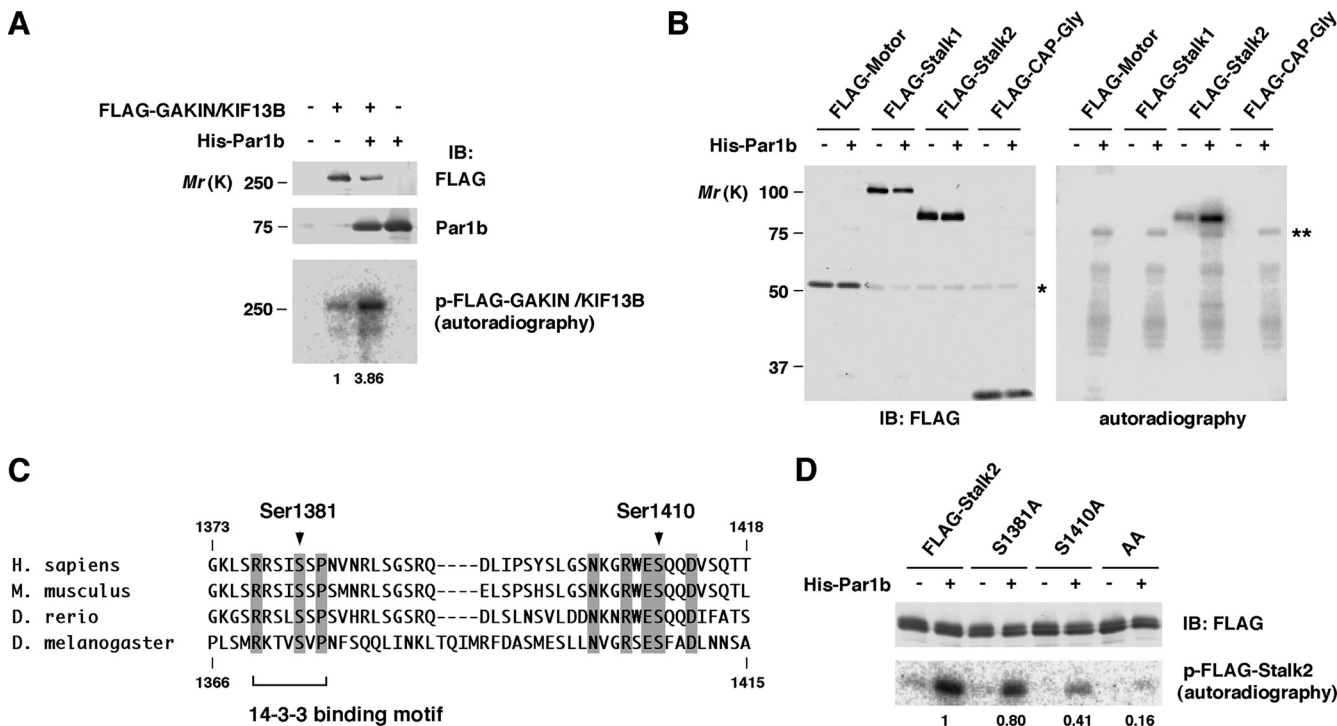 A
FLAG-GAKIN/KIF13B - + + -
His-Par1b - - + +
IB:
Mr (K) 250 FLAG
75 Par1b
250 p-FLAG-GAKIN /KIF13B
(autoradiography)
1 3.86
B
FLAG-Motor FLAG-Stalk1 FLAG-Stalk2 FLAG-CAP-Gly FLAG-Motor FLAG-Stalk1 FLAG-Stalk2 FLAG-CAP-Gly
His-Par1b - + - + - + - + - + - + - + - +
Mr (K) 100
75 **
50 *
37
IB: FLAG autoradiography
C
Ser1381 Ser1410
1373 1418
H. sapiens GKLSRRSISSPNVNRLSGSRQ----DLIPSYSLGSNKGRWESQQDVSQTT
M. musculus GKLSRRSISSPSMNRLSGSRQ----ELSPSHSLGSNKGRWESQQDVSQTL
D. rerio GKGSRRSLSSPSVHRLSGSRQ----DLSLNSVLDDNKNRWESQQDIFATS
D. melanogaster PLSMRKTVSVPNFSQQLINKLTQIMRFDASMESLLNVGRSESFADLNNSA
1366 1415
14-3-3 binding motif
D
FLAG-Stalk2 S1381A S1410A AA
His-Par1b - + - + - + - +
IB: FLAG
p-FLAG-Stalk2
(autoradiography)
1 0.80 0.41 0.16